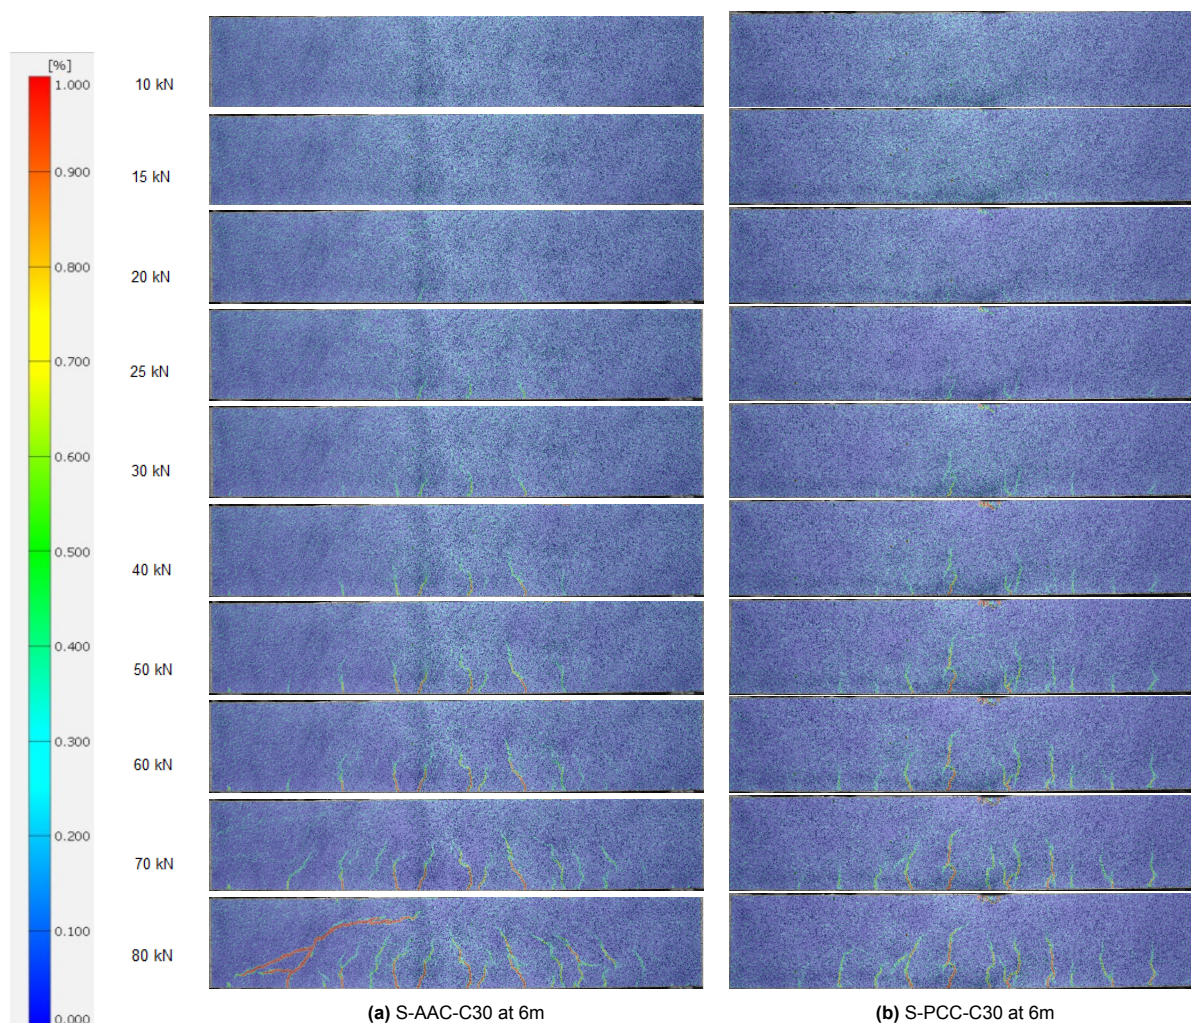 [%]
1.000
0.900
0.800
0.700
0.600
0.500
0.400
0.300
0.200
0.100
0.000
10 kN
15 kN
20 kN
25 kN
30 kN
40 kN
50 kN
60 kN
70 kN
80 kN
(a) S-AAC-C30 at 6m
(b) S-PCC-C30 at 6m